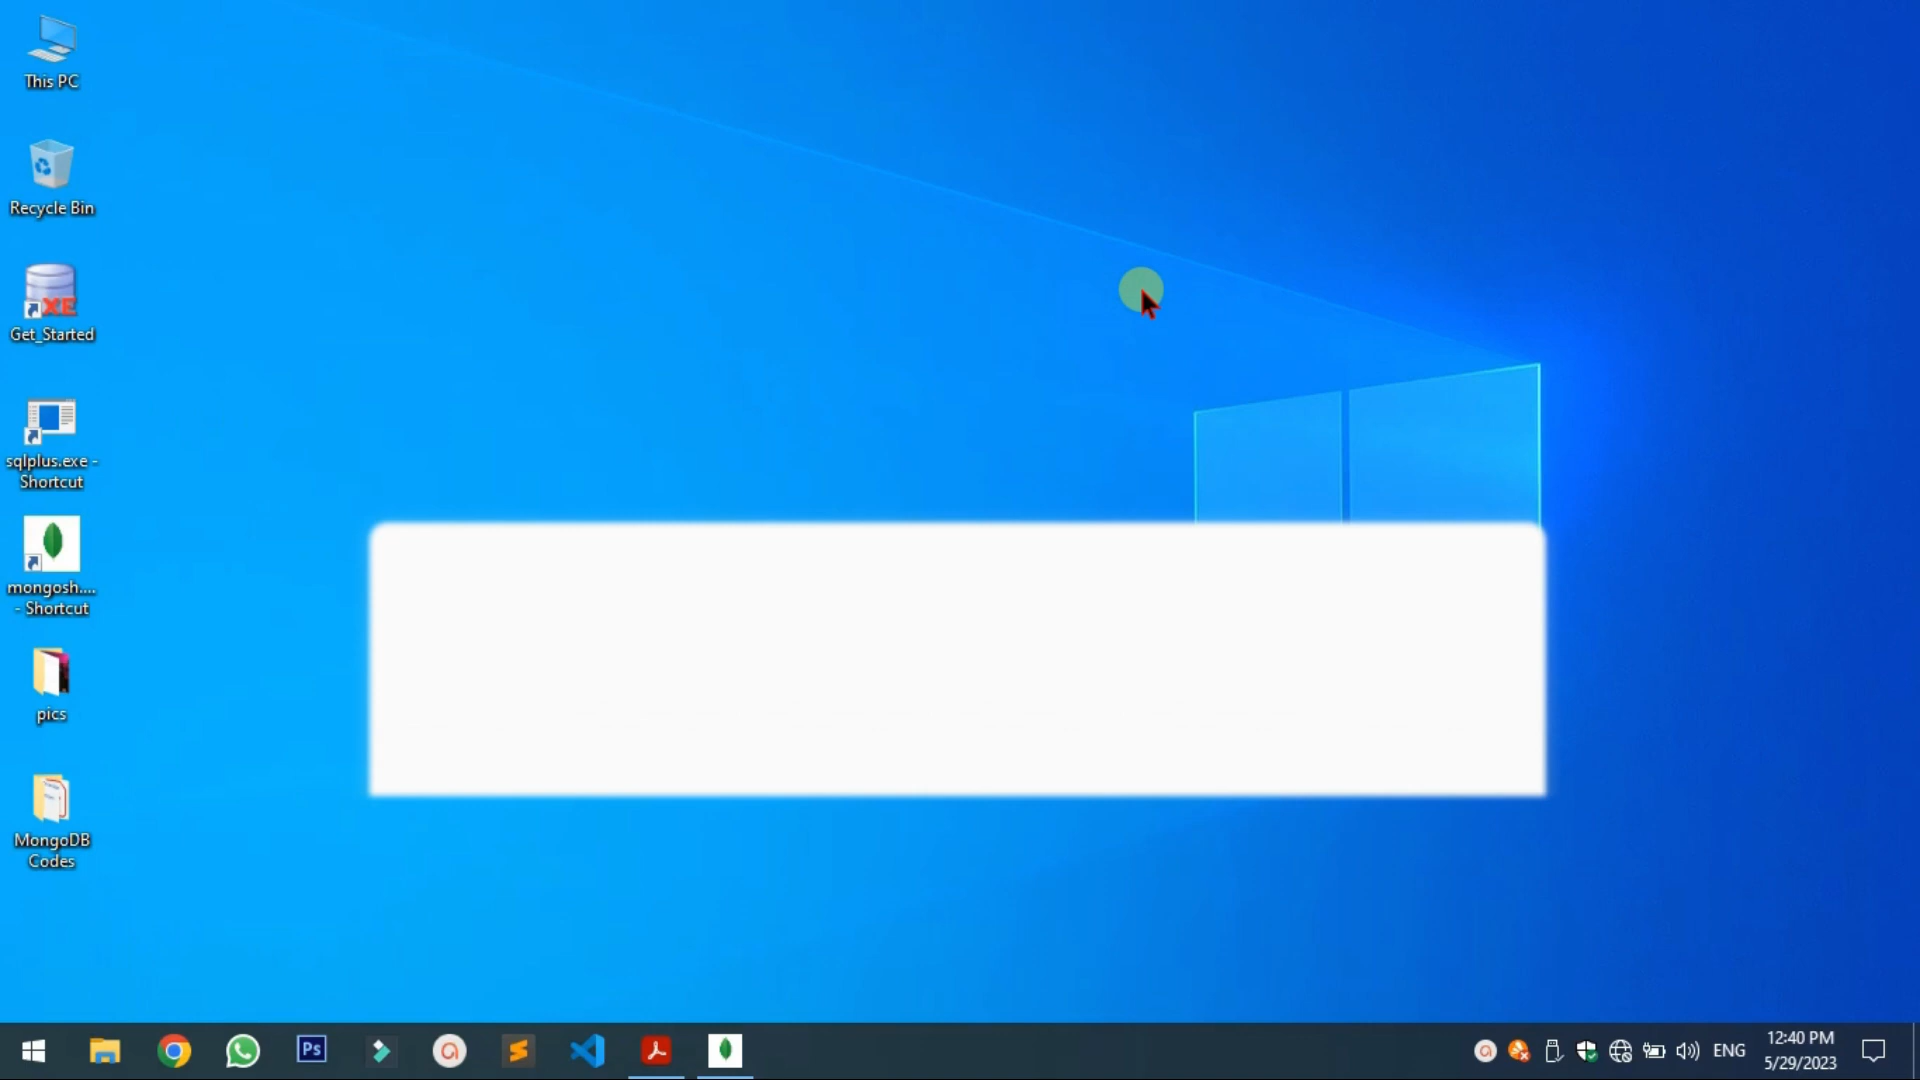 This PC
Recycle Bin
XE
Get_Started
sqlplus.exe -
Shortcut
mongosh....
- Shortcut
pics
MongoDB
Codes
Ps
ENG
12:40 PM
5/29/2023